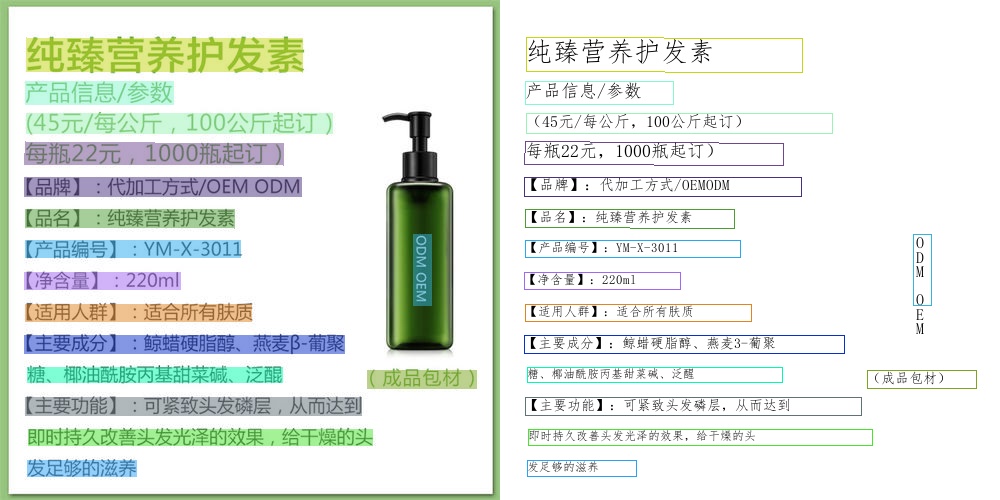 纯臻营养护发素
产品信息/参数
(45元/每公斤，100公斤起订）
每瓶22元，1000瓶起订）
【品牌】：代加工方式/OEM ODM
【品名】：纯臻营养护发素
【产品编号】：YM-X-3011
ODM OEM
【净含量】：220ml
【适用人群】：适合所有肤质
【主要成分】：鲸蜡硬脂醇、燕麦β-葡聚
糖、椰油酰胺丙基甜菜碱、泛醌
（成品包材）
【主要功能】：可紧致头发磷层，从而达到
即时持久改善头发光泽的效果，给干燥的头
发足够的滋养
纯臻营养护发素
产品信息/参数
（45元/每公斤，100公斤起订）
每瓶22元，1000瓶起订）
【品牌】：代加工方式/OEMODM
【品名】：纯臻营养护发素
【产品编号】：YM-X-3011
ODM OEM
【净含量】：220ml
【适用人群】：适合所有肤质
【主要成分】：鲸蜡硬脂醇、燕麦3-葡聚
糖、椰油酰胺丙基甜菜碱、泛醒
（成品包材）
【主要功能】：可紧致头发磷层，从而达到
即时持久改善头发光泽的效果，给干燥的头
发足够的滋养